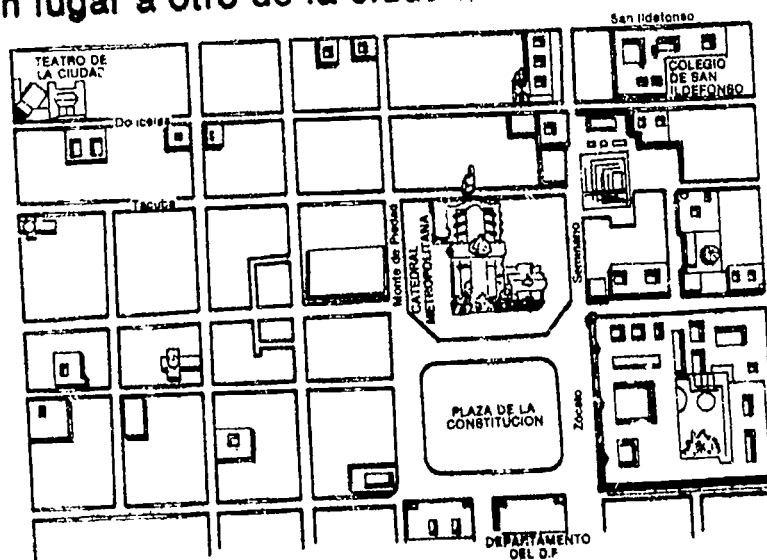 lugar a otro de la
San Ildefonso
TEATRO DE
LA CIUDAD
COLEGIO
DE SAN
ILDEFONSO
Donceles
Tacuba
Monte de Piedad
CATEDRAL
METROPOLITANA
Seminario
PLAZA DE LA
CONSTITUCION
Zócalo
DEPARTAMENTO
DEL D.F